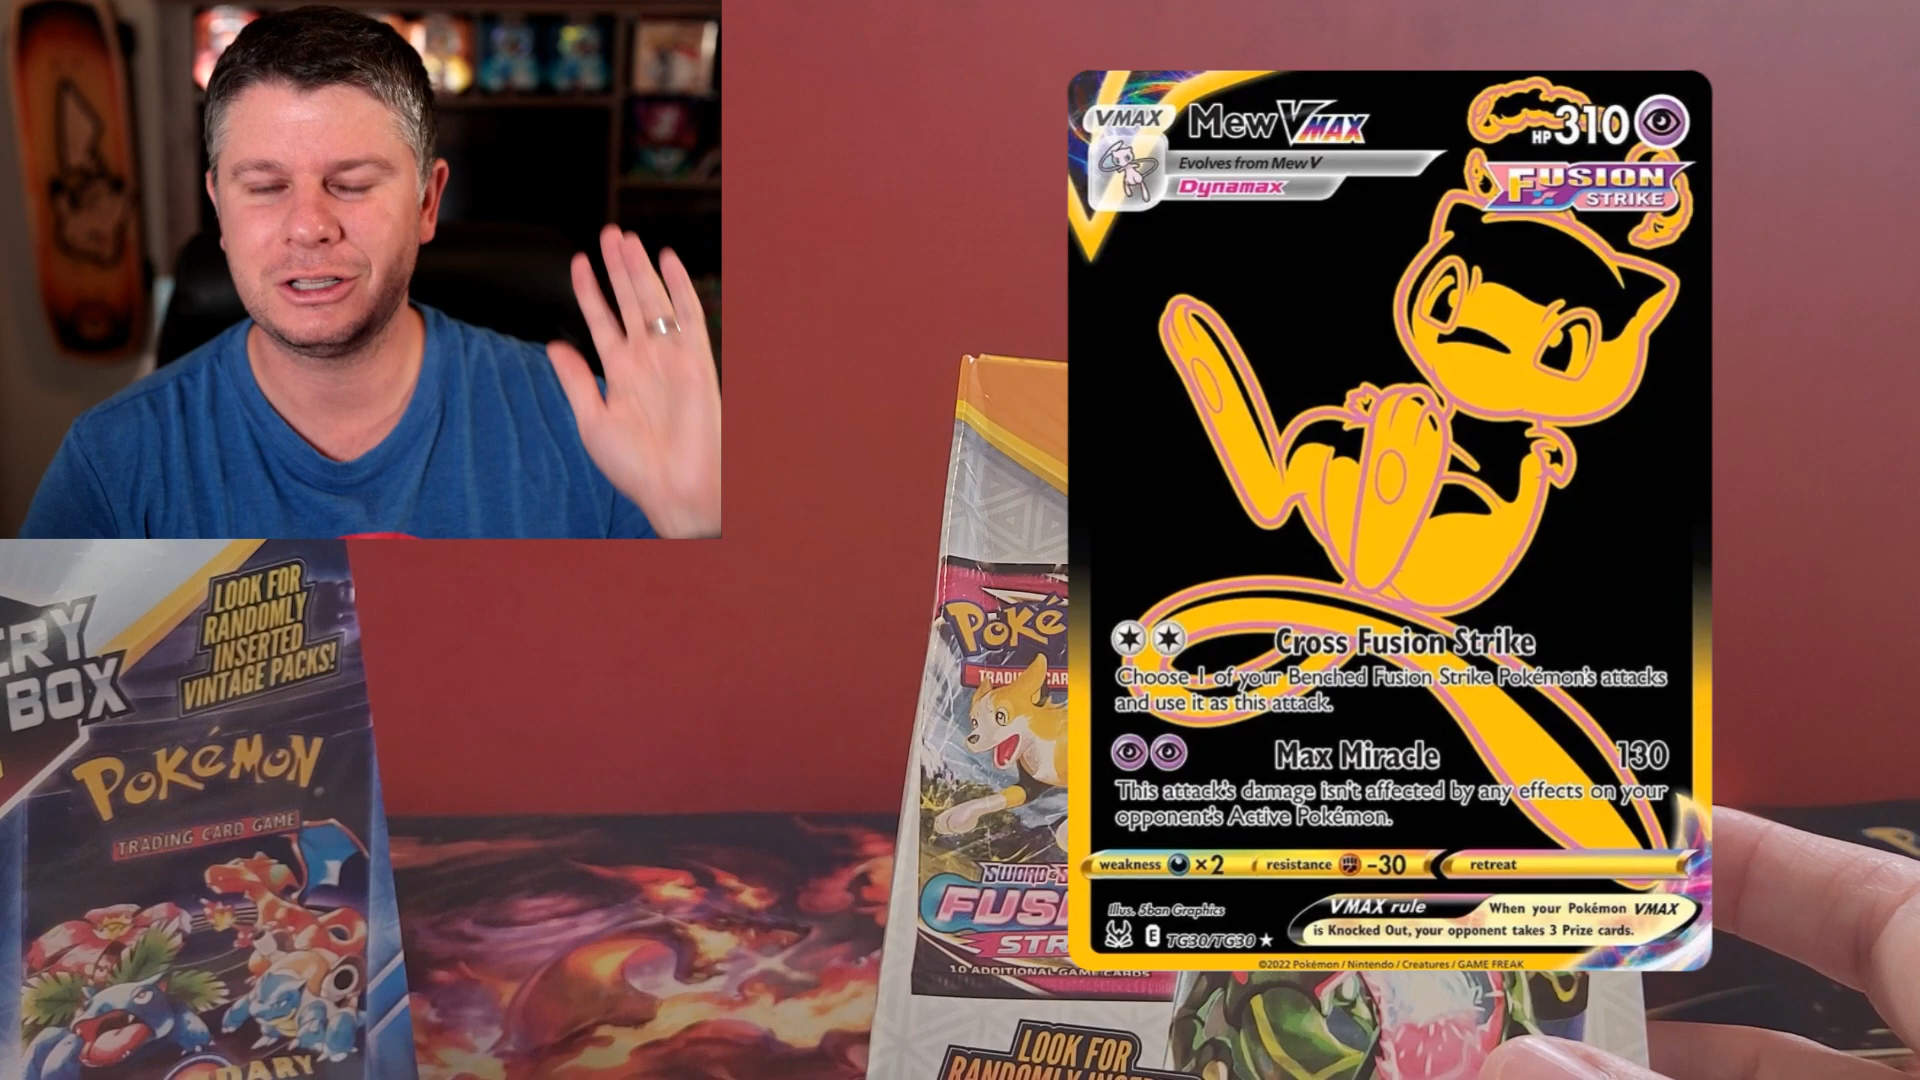 VMAX
Mew VMAX
HP 310
Evolves from Mew V
Dynamax
FUSION
STRIKE
Cross Fusion Strike
Choose 1 of your Benched Fusion Strike Pokémon's attacks
and use it as this attack.
Max Miracle 130
This attack's damage isn't affected by any effects on your
opponent's Active Pokémon.
weakness ×2 resistance -30 retreat
Illus. 5ban Graphics
E TG30/TG30 ★
VMAX rule When your Pokémon VMAX
is Knocked Out, your opponent takes 3 Prize cards.
©2022 Pokémon / Nintendo / Creatures / GAME FREAK
BOX
LOOK FOR
RANDOMLY
INSERTED
VINTAGE PACKS!
POKéMON
TRADING CARD GAME
10 ADDITIONAL GAME CARDS
LOOK FOR